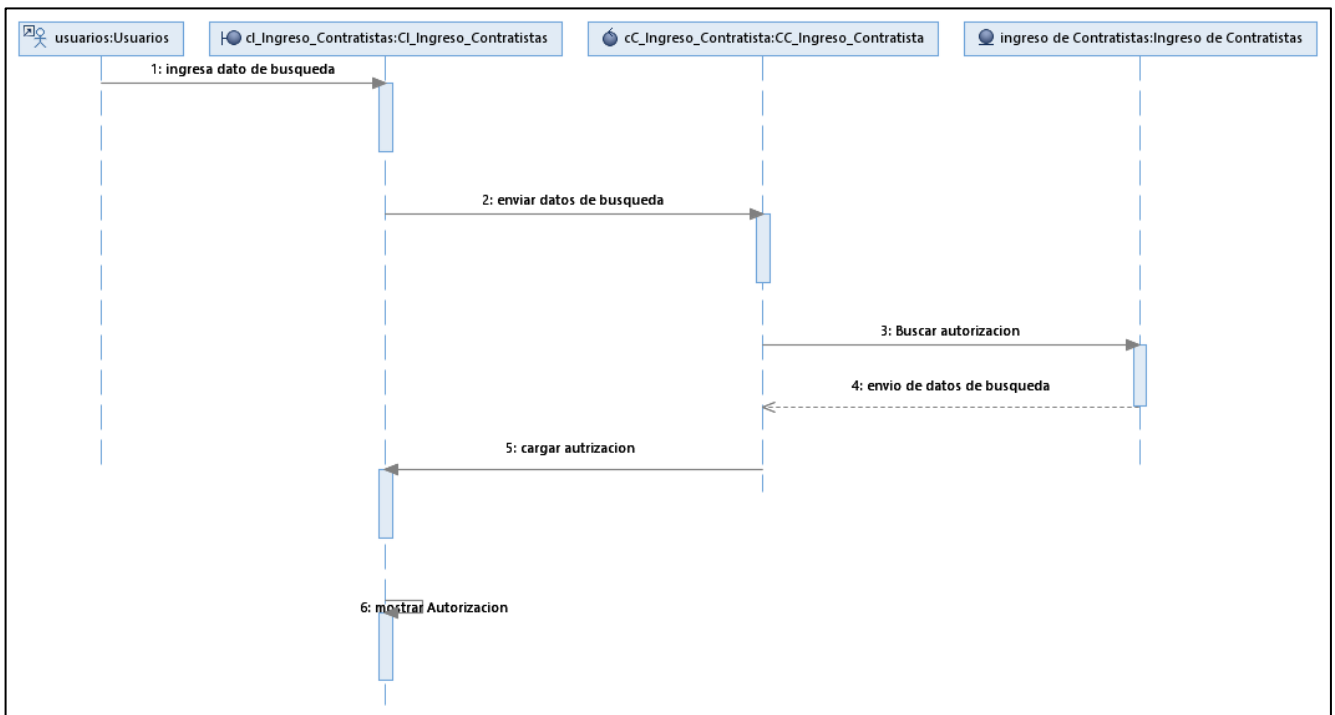 usuarios:Usuarios
cI_Ingreso_Contratistas:CI_Ingreso_Contratistas
cC_Ingreso_Contratista:CC_Ingreso_Contratista
ingreso de Contratistas:Ingreso de Contratistas
1: ingresa dato de busqueda
2: enviar datos de busqueda
3: Buscar autorizacion
4: envio de datos de busqueda
5: cargar autrizacion
6: mostrar Autorizacion